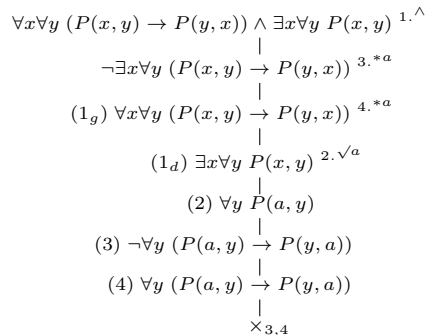 ∀x∀y (P(x, y) → P(y, x)) ∧ ∃x∀y P(x, y) 1.∧
¬∃x∀y (P(x, y) → P(y, x)) 3.*a
(1g) ∀x∀y (P(x, y) → P(y, x)) 4.*a
(1d) ∃x∀y P(x, y) 2.√a
(2) ∀y P(a, y)
(3) ¬∀y (P(a, y) → P(y, a))
(4) ∀y (P(a, y) → P(y, a))
×3,4